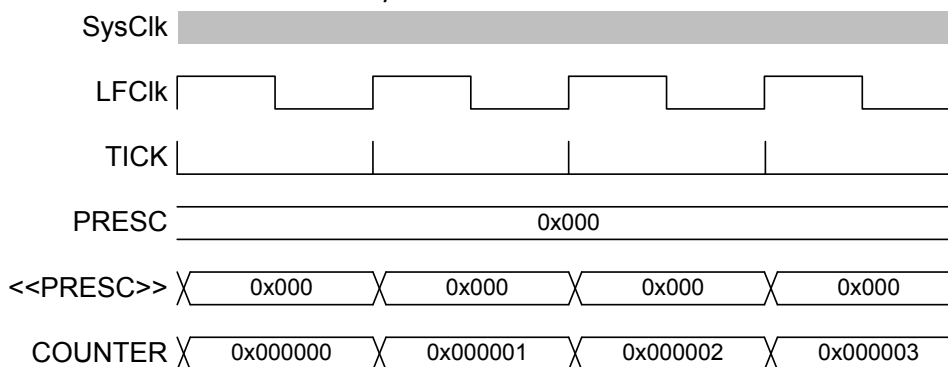 SysClk
LFClk
TICK
PRESC 0x000
<<PRESC>> 0x000 0x000 0x000 0x000
COUNTER 0x000000 0x000001 0x000002 0x000003